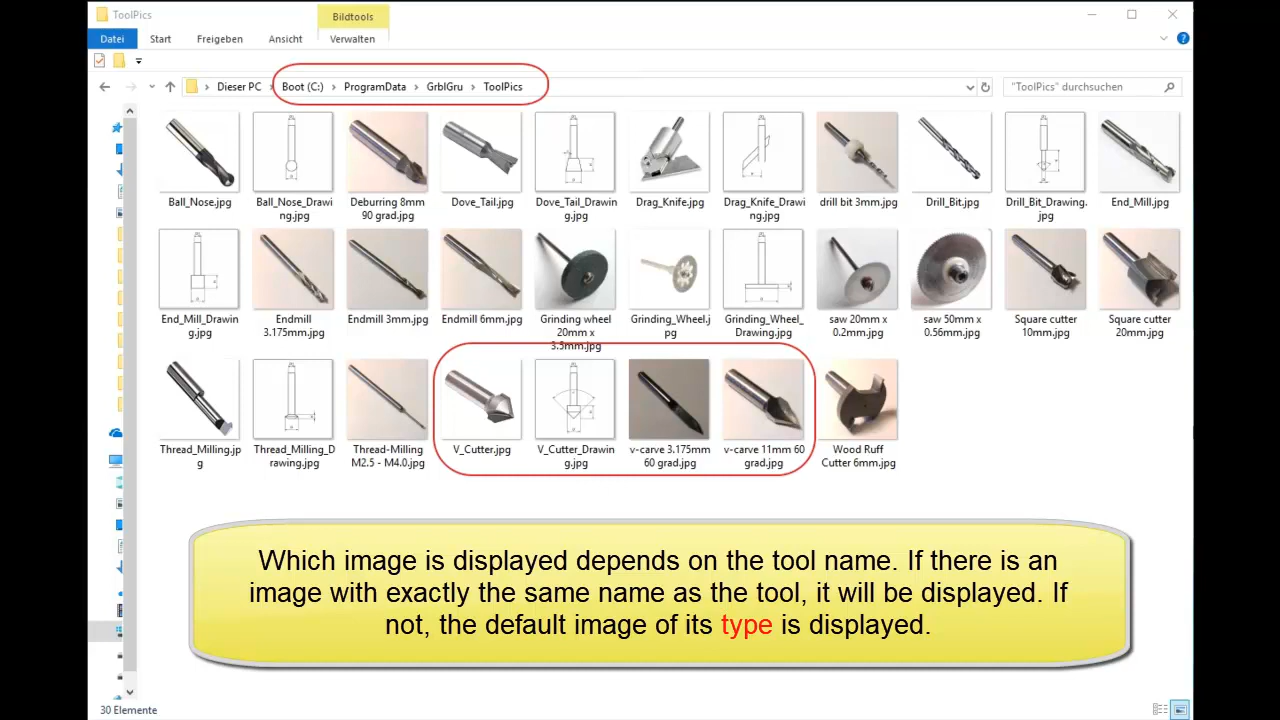 ToolPics
Bildtools
Datei
Start
Freigeben
Ansicht
Verwalten
Dieser PC
Boot (C:)
ProgramData
GrblGru
ToolPics
"ToolPics" durchsuchen
Ball_Nose.jpg
Ball_Nose_Drawi
ng.jpg
Deburring 8mm
90 grad.jpg
Dove_Tail.jpg
Dove_Tail_Drawin
g.jpg
Drag_Knife.jpg
Drag_Knife_Drawi
ng.jpg
drill bit 3mm.jpg
Drill_Bit.jpg
Drill_Bit_Drawing.
jpg
End_Mill.jpg
End_Mill_Drawin
g.jpg
Endmill
3.175mm.jpg
Endmill 3mm.jpg
Endmill 6mm.jpg
Grinding wheel
20mm x
3.5mm.jpg
Grinding_Wheel.j
pg
Grinding_Wheel_
Drawing.jpg
saw 20mm x
0.2mm.jpg
saw 50mm x
0.56mm.jpg
Square cutter
10mm.jpg
Square cutter
20mm.jpg
Thread_Milling.jp
g
Thread_Milling_D
rawing.jpg
Thread-Milling
M2.5 - M4.0.jpg
V_Cutter.jpg
V_Cutter_Drawin
g.jpg
v-carve 3.175mm
60 grad.jpg
v-carve 11mm 60
grad.jpg
Wood Ruff
Cutter 6mm.jpg
Which image is displayed depends on the tool name. If there is an
image with exactly the same name as the tool, it will be displayed. If
not, the default image of its type is displayed.
30 Elemente